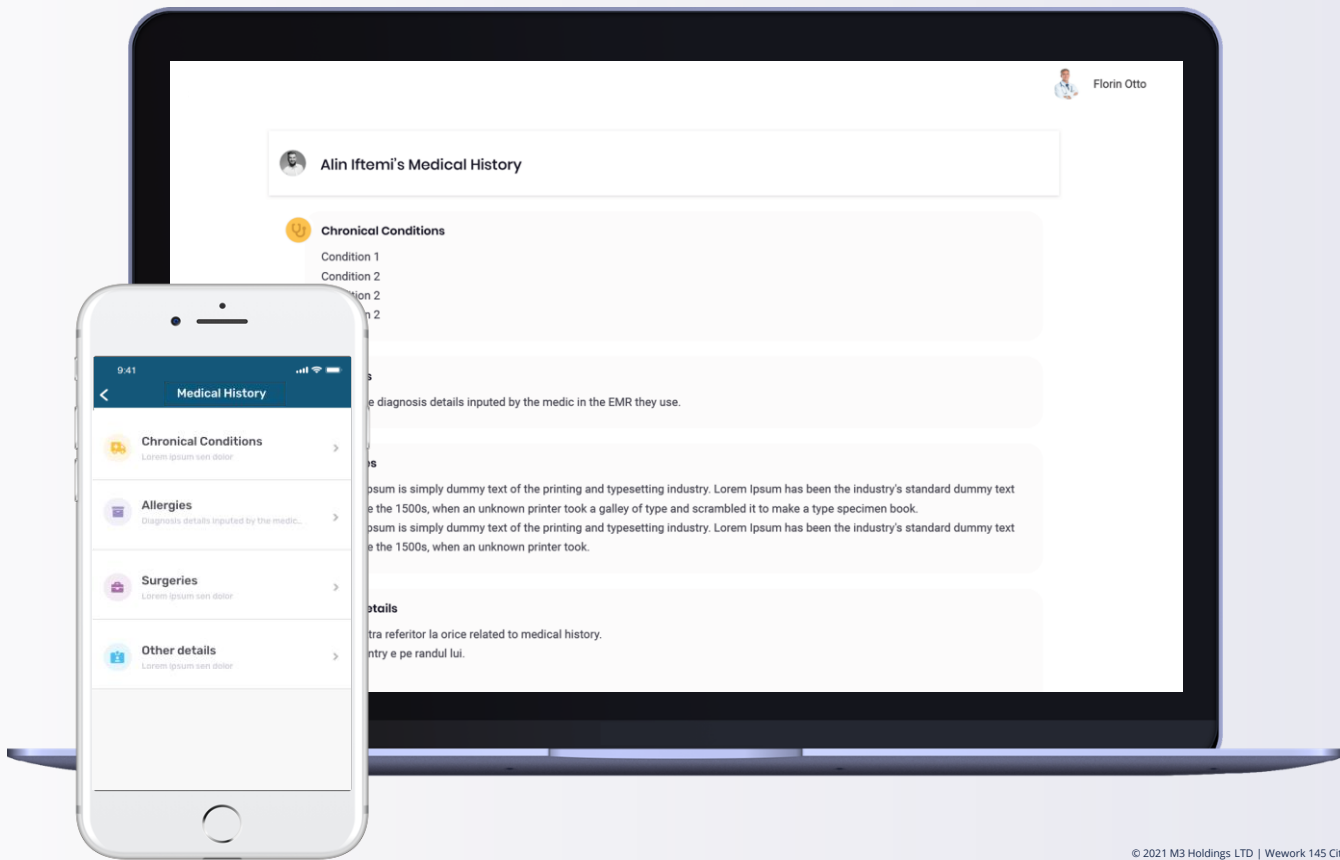 Florin Otto
Alin Iftemi's Medical History
Chronical Conditions
Condition 1
Condition 2
tion 2
n 2
s
e diagnosis details inputed by the medic in the EMR they use.
es
psum is simply dummy text of the printing and typesetting industry. Lorem Ipsum has been the industry's standard dummy text
e the 1500s, when an unknown printer took a galley of type and scrambled it to make a type specimen book.
psum is simply dummy text of the printing and typesetting industry. Lorem Ipsum has been the industry's standard dummy text
e the 1500s, when an unknown printer took.
etails
tra referitor la orice related to medical history.
ntry e pe randul lui.
9:41
Medical History
Chronical Conditions
Lorem ipsum sen dolor
Allergies
Diagnosis details inputed by the medic...
Surgeries
Lorem ipsum sen dolor
Other details
Lorem ipsum sen dolor
© 2021 M3 Holdings LTD | Wework 145 Cit